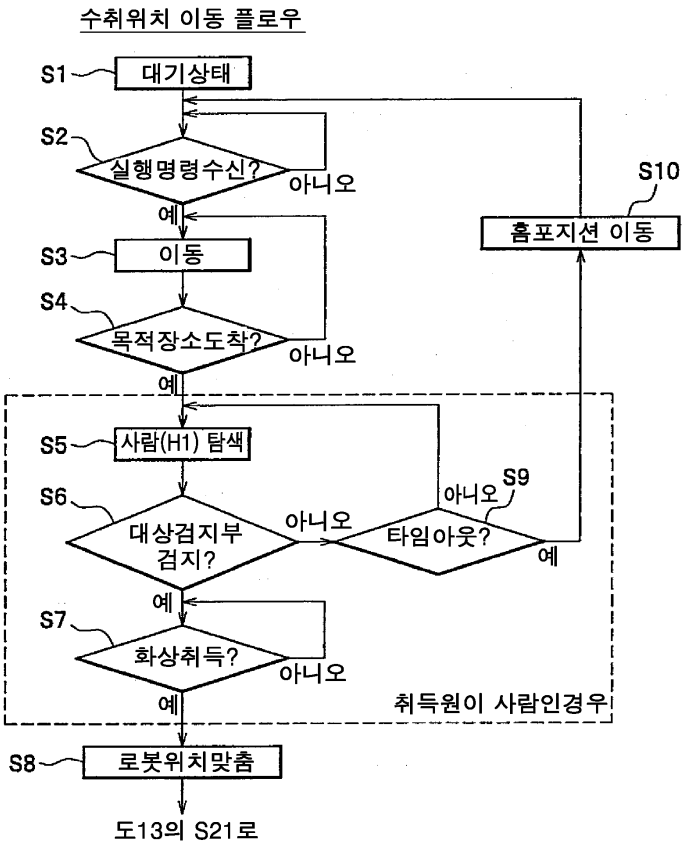 수취위치 이동 플로우
S1
대기상태
S2
실행명령수신?
아니오
예
S10
홈포지션 이동
S3
이동
S4
목적장소도착?
아니오
예
S5
사람(H1) 탐색
S6
대상검지부
검지?
아니오
S9
아니오
타임아웃?
예
예
S7
화상취득?
아니오
예
취득원이 사람인경우
S8
로봇위치맞춤
도13의 S21로